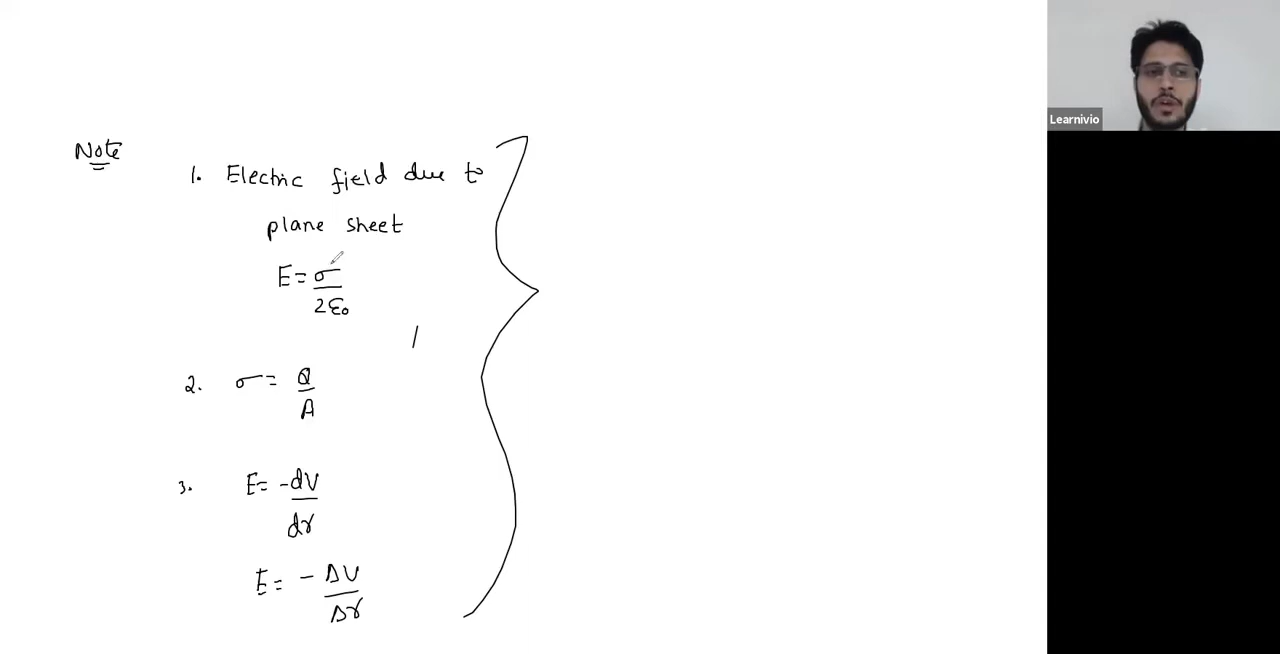 Note
1. Electric field due to
plane sheet
E = σ / 2ε₀
2. σ = Q / A
3. E = -dV / dr
E = - ΔV / Δr
Learnivio